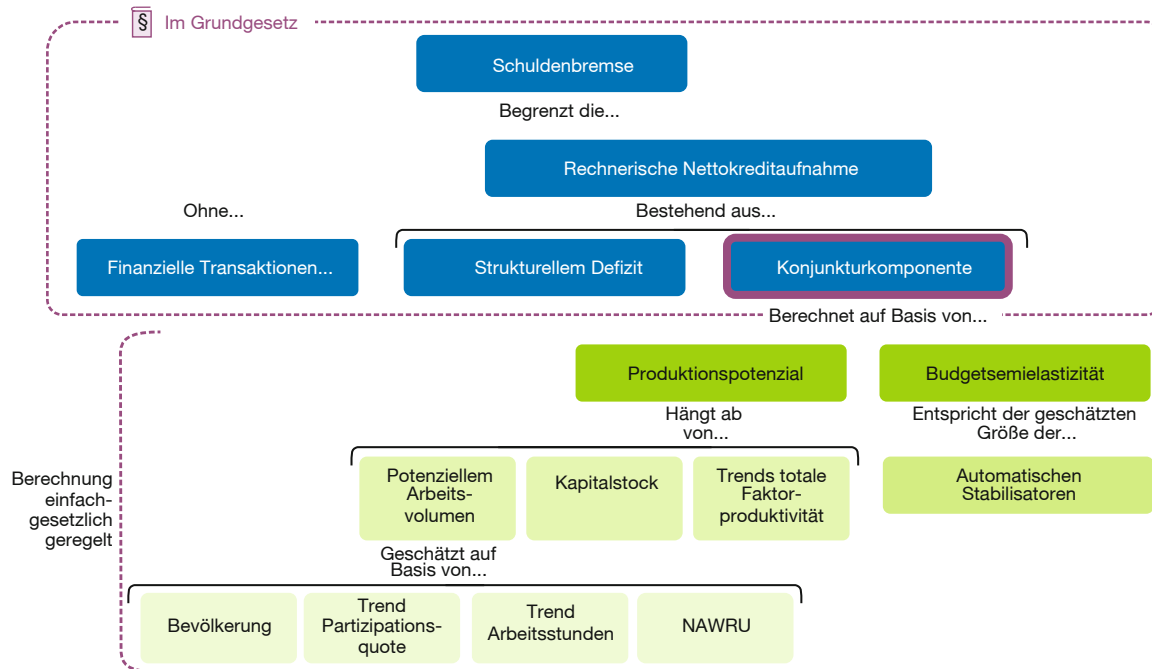 § Im Grundgesetz
Schuldenbremse
Begrenzt die...
Rechnerische Nettokreditaufnahme
Ohne...
Bestehend aus...
Finanzielle Transaktionen...
Strukturellem Defizit
Konjunkturkomponente
Berechnet auf Basis von...
Produktionspotenzial
Budgetsemielastizität
Hängt ab
von...
Entspricht der geschätzten
Größe der...
Berechnung
einfach-
gesetzlich
geregelt
Potenziellem
Arbeits-
volumen
Kapitalstock
Trends totale
Faktor-
produktivität
Automatischen
Stabilisatoren
Geschätzt auf
Basis von...
Bevölkerung
Trend
Partizipations-
quote
Trend
Arbeitsstunden
NAWRU